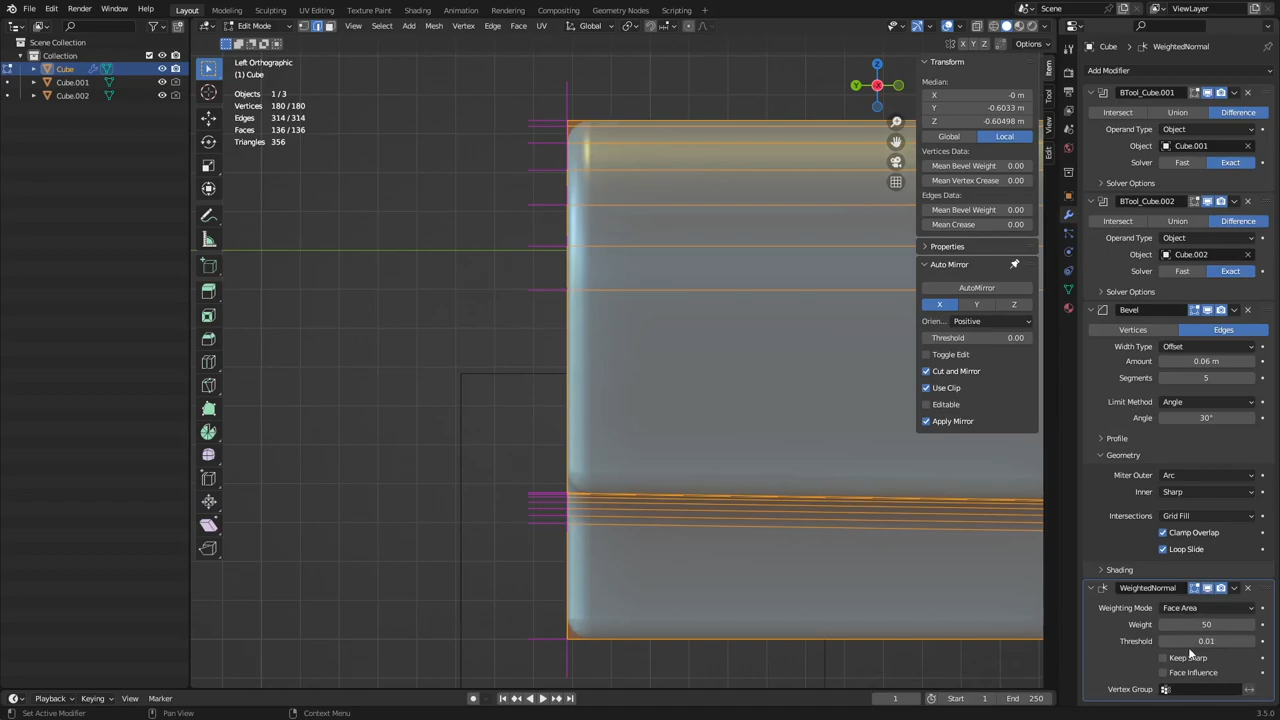 File Edit Render Window Help Layout Modeling Sculpting UV Editing Texture Paint Shading Animation Rendering Compositing Geometry Nodes Scripting + Scene ViewLayer
Edit Mode View Select Add Mesh Vertex Edge Face UV Global
X Y Z Options
Scene Collection
Collection
Cube
Cube.001
Cube.002
Left Orthographic
(1) Cube
Objects 1/3
Vertices 180/180
Edges 314/314
Faces 136/136
Triangles 356
Z
Y
X
Transform
Median:
X -0 m
Y -0.6033 m
Z -0.60498 m
Global Local
Vertices Data:
Mean Bevel Weight 0.00
Mean Vertex Crease 0.00
Edges Data:
Mean Bevel Weight 0.00
Mean Crease 0.00
Properties
Auto Mirror
AutoMirror
X Y Z
Orien... Positive
Threshold 0.00
Toggle Edit
Cut and Mirror
Use Clip
Editable
Apply Mirror
Item
Tool
View
Edit
Cube WeightedNormal
Add Modifier
BTool_Cube.001
Intersect Union Difference
Operand Type Object
Object Cube.001
Solver Fast Exact
Solver Options
BTool_Cube.002
Intersect Union Difference
Operand Type Object
Object Cube.002
Solver Fast Exact
Solver Options
Bevel
Vertices Edges
Width Type Offset
Amount 0.06 m
Segments 5
Limit Method Angle
Angle 30°
Profile
Geometry
Miter Outer Arc
Inner Sharp
Intersections Grid Fill
Clamp Overlap
Loop Slide
Shading
WeightedNormal
Weighting Mode Face Area
Weight 50
Threshold 0.01
Keep Sharp
Face Influence
Vertex Group
Playback Keying View Marker 1 Start 1 End 250
Set Active Modifier Pan View Context Menu 3.5.0